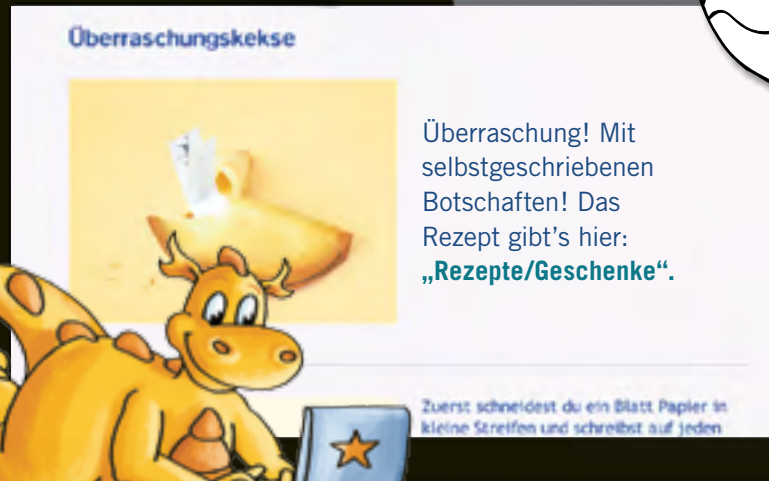 Überraschungskekse
Überraschung! Mit
selbstgeschriebenen
Botschaften! Das
Rezept gibt's hier:
„Rezepte/Geschenke“.
Zuerst schneidest du ein Blatt Papier in
kleine Streifen und schreibst auf jeden